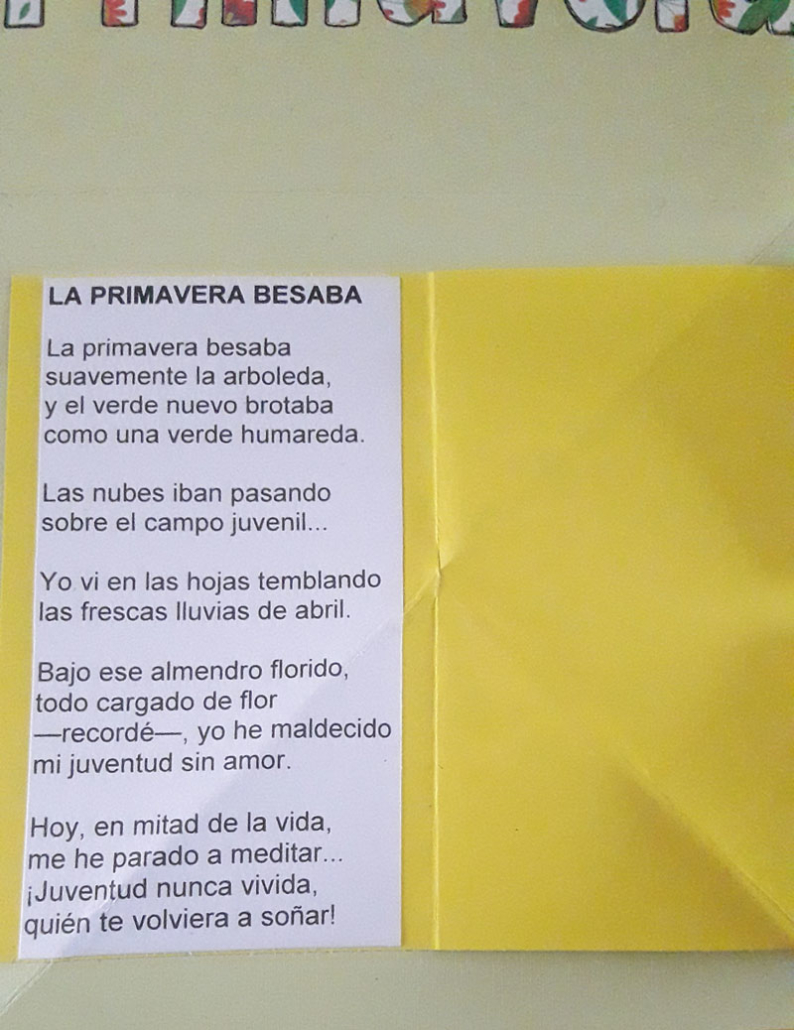 Primavera
LA PRIMAVERA BESABA
La primavera besaba
suavemente la arboleda,
y el verde nuevo brotaba
como una verde humareda.
Las nubes iban pasando
sobre el campo juvenil...
Yo vi en las hojas temblando
las frescas lluvias de abril.
Bajo ese almendro florido,
todo cargado de flor
—recordé—, yo he maldecido
mi juventud sin amor.
Hoy, en mitad de la vida,
me he parado a meditar...
¡Juventud nunca vivida,
quién te volviera a soñar!